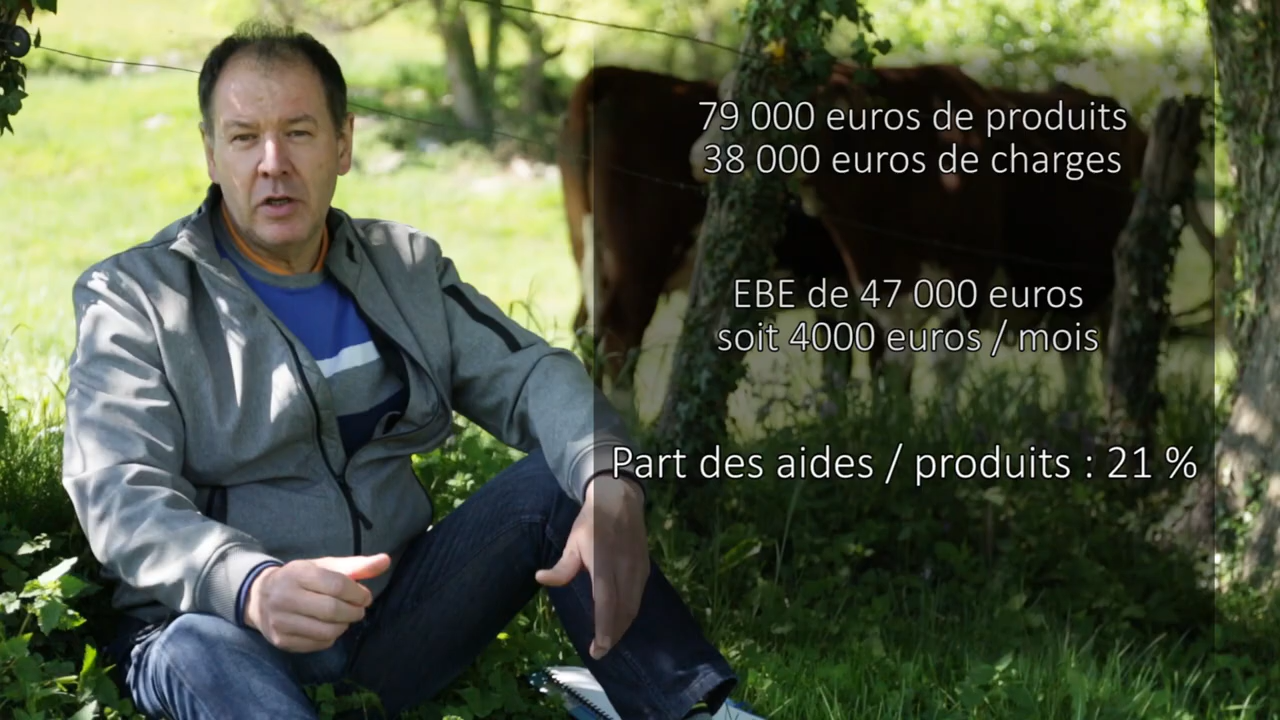 79 000 euros de produits
38 000 euros de charges
EBE de 47 000 euros
soit 4000 euros / mois
Part des aides / produits : 21 %